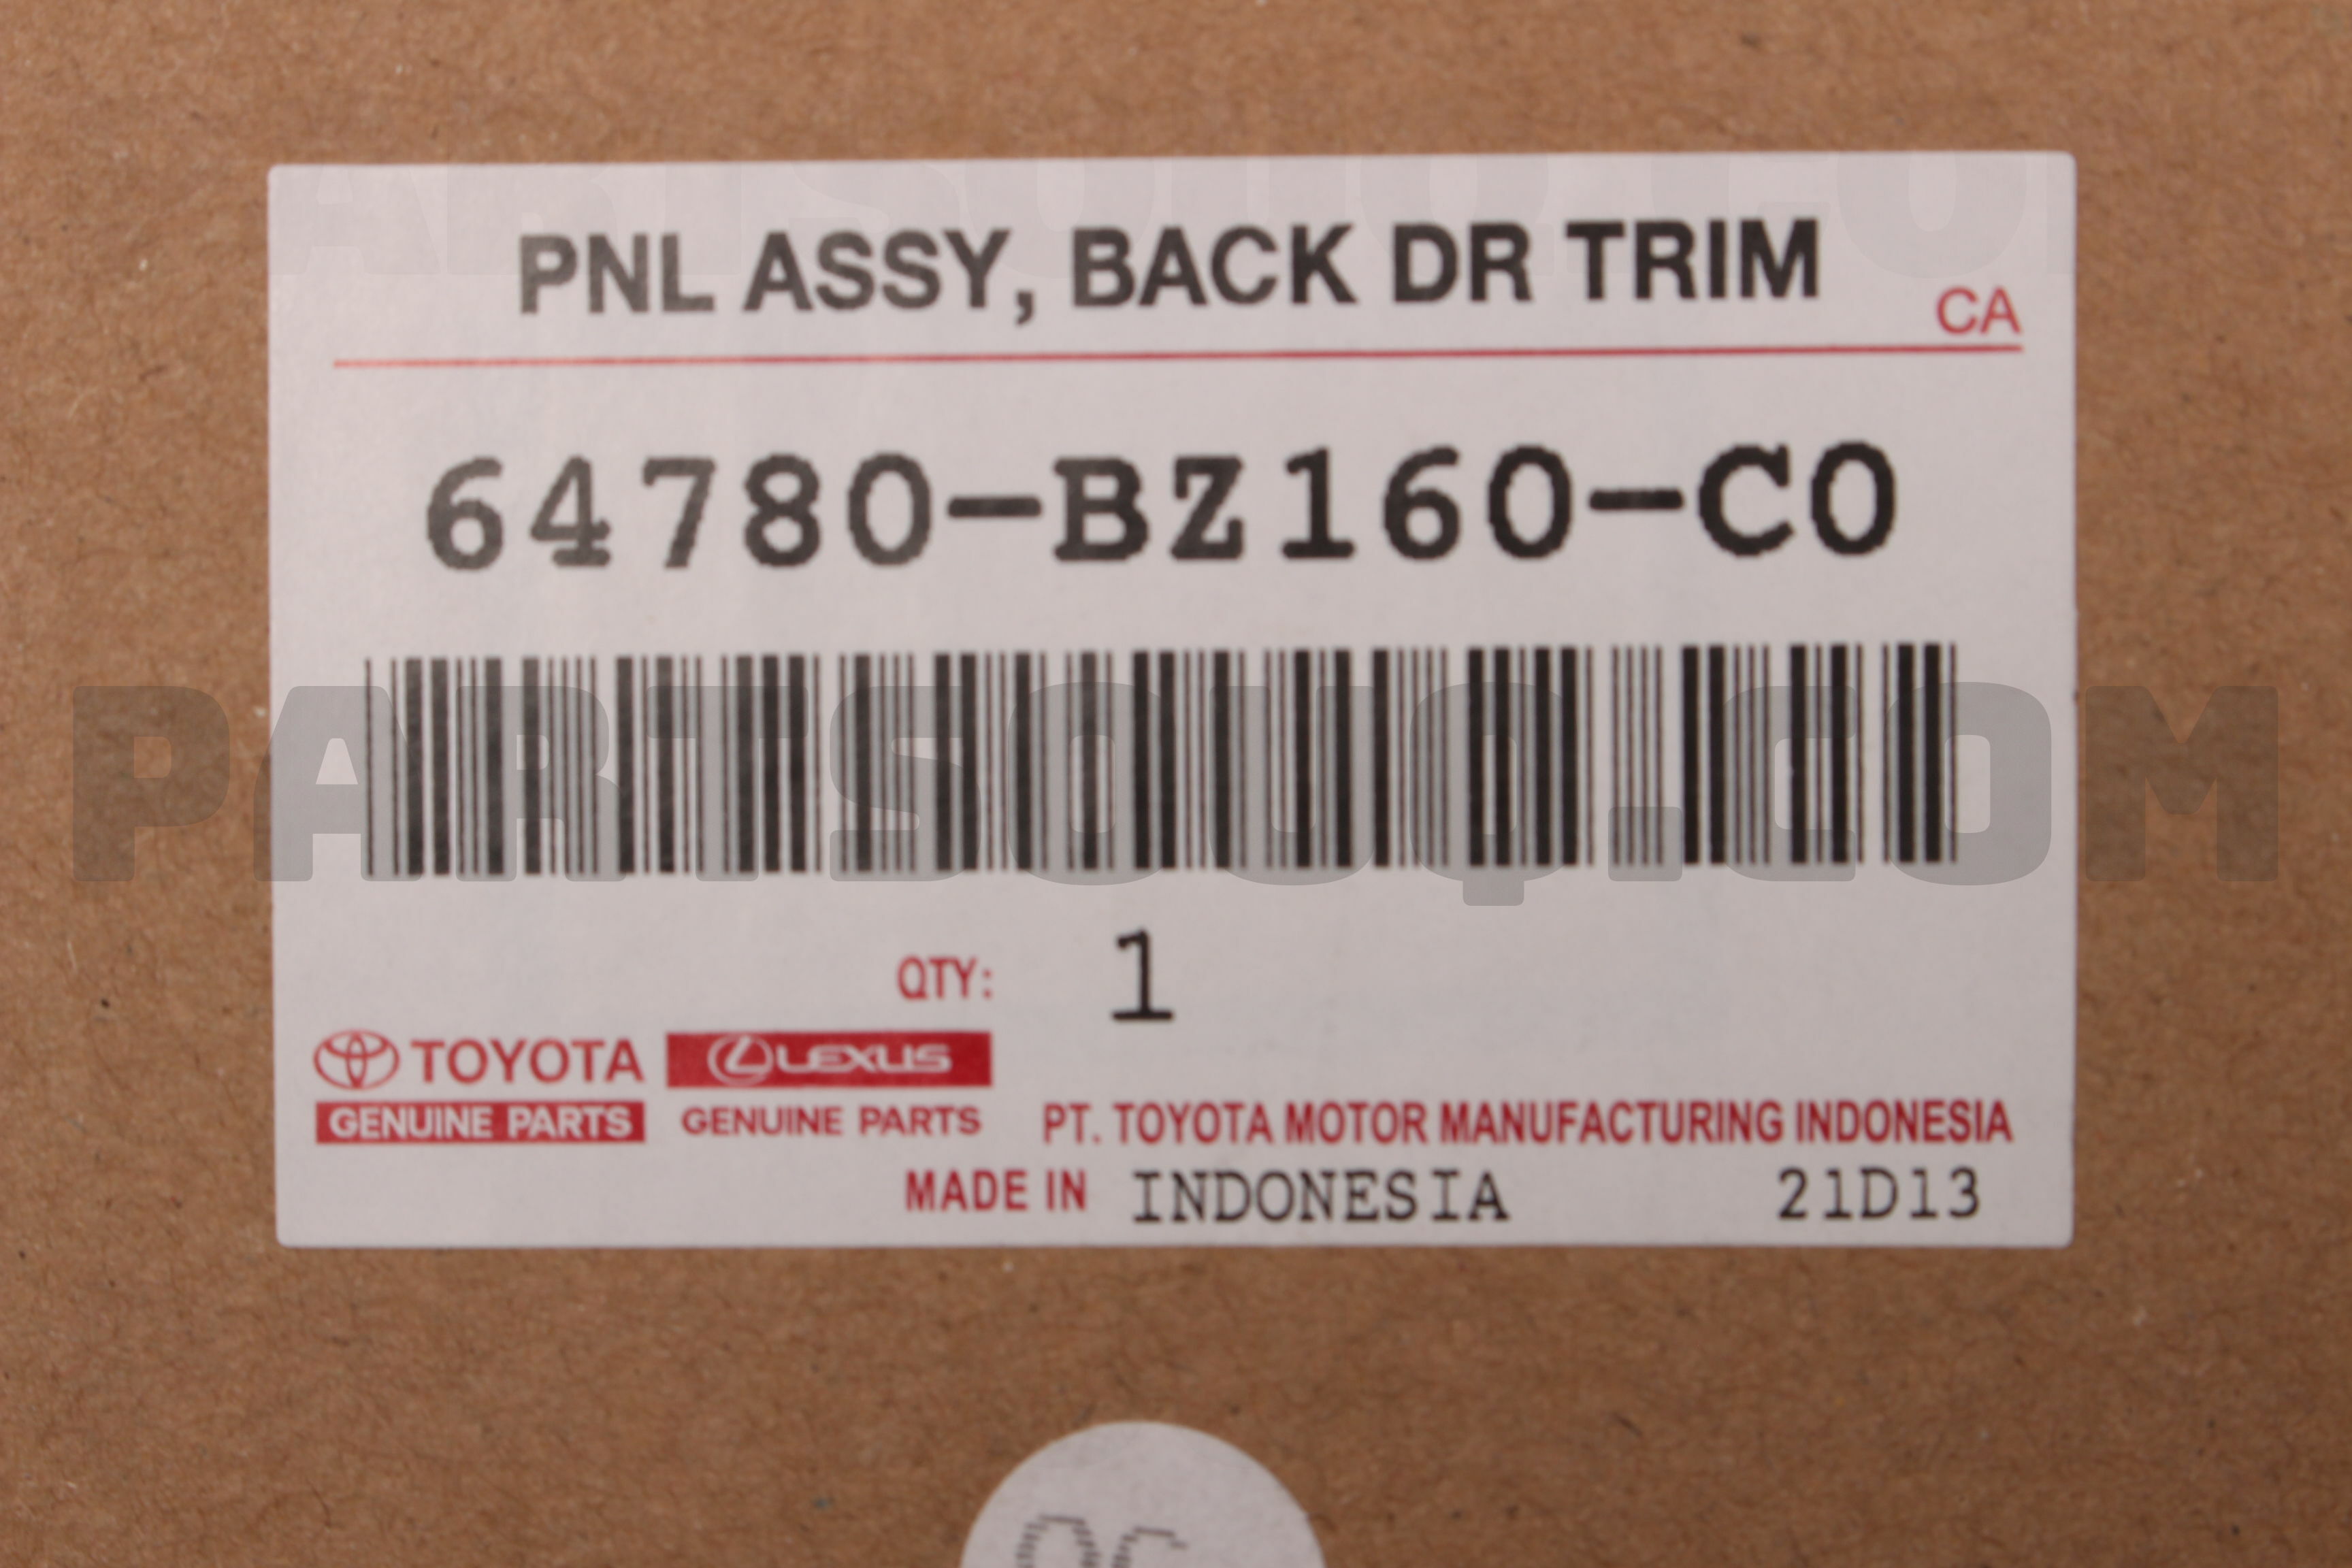 PNL ASSY, BACK DR TRIM
CA
64780-BZ160-C0
PARTSOUQ.COM
QTY: 1
TOYOTA LEXUS
GENUINE PARTS GENUINE PARTS PT. TOYOTA MOTOR MANUFACTURING INDONESIA
MADE IN INDONESIA 21D13